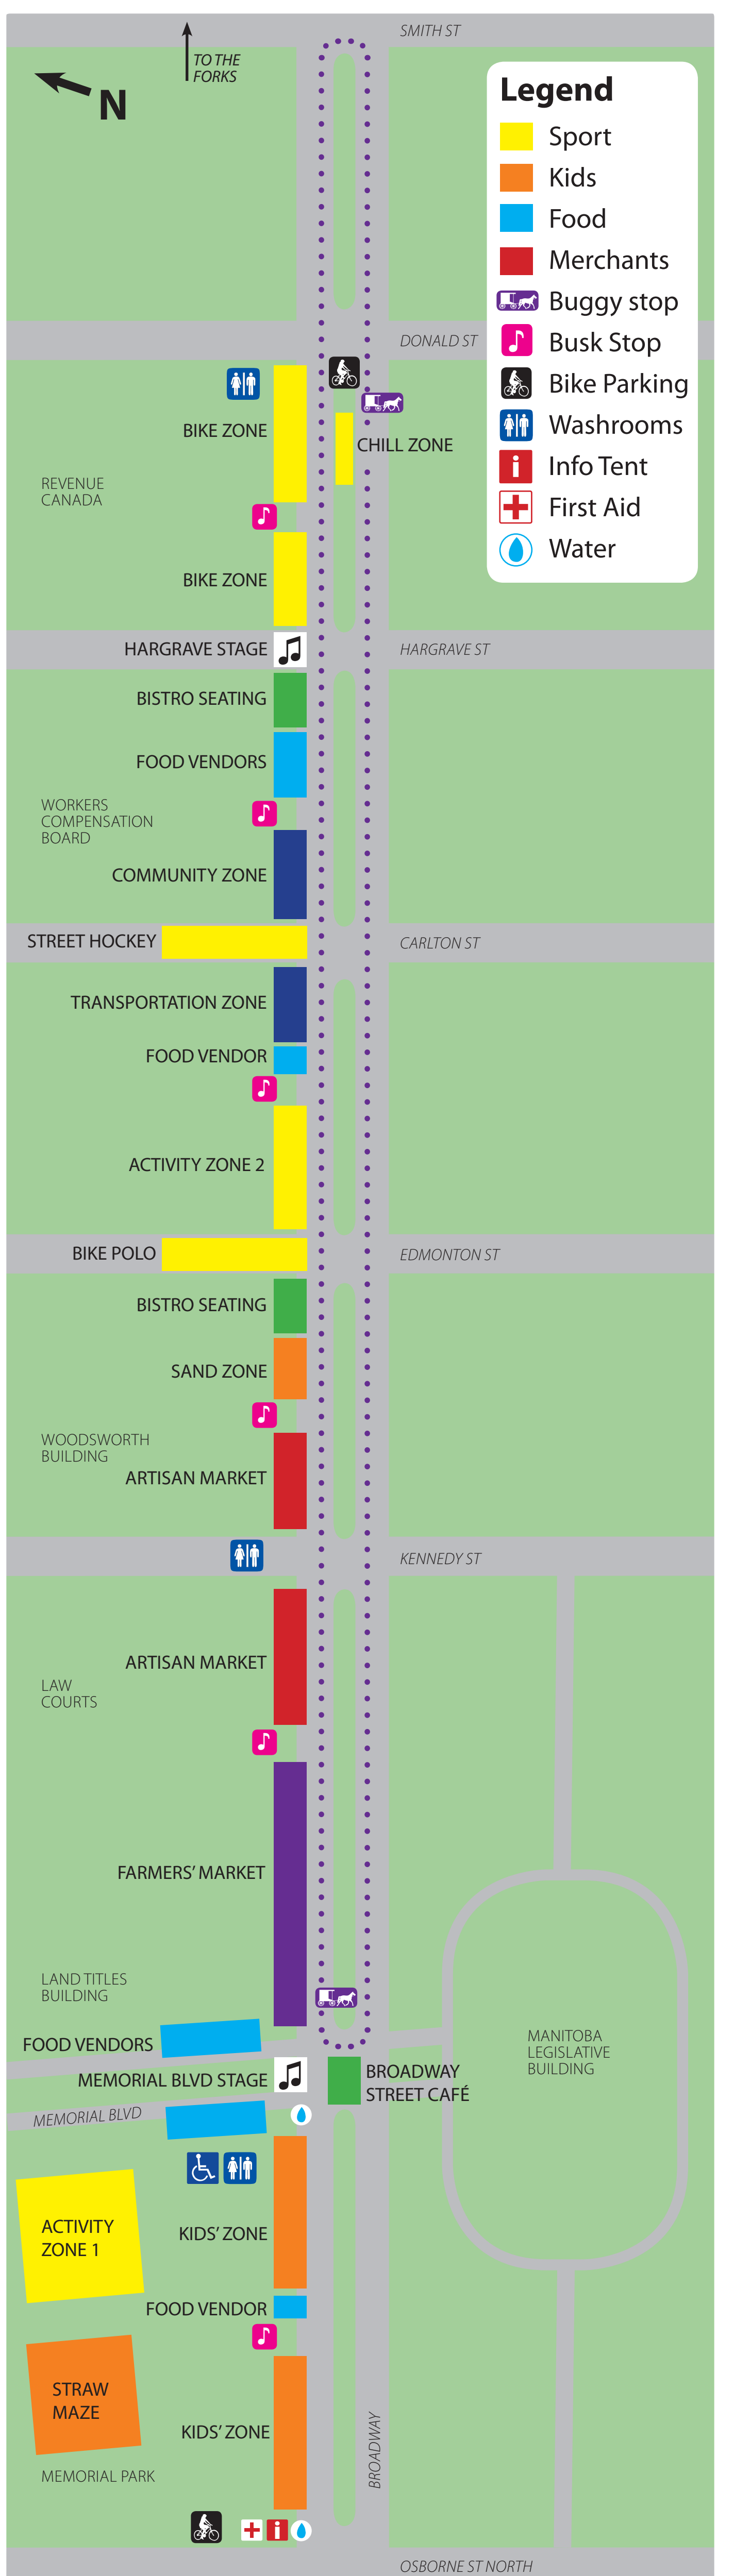 SMITH ST
TO THE
FORKS
N
Legend
Sport
Kids
Food
Merchants
Buggy stop
Busk Stop
Bike Parking
Washrooms
i Info Tent
First Aid
Water
DONALD ST
BIKE ZONE
CHILL ZONE
REVENUE
CANADA
BIKE ZONE
HARGRAVE STAGE
HARGRAVE ST
BISTRO SEATING
FOOD VENDORS
WORKERS
COMPENSATION
BOARD
COMMUNITY ZONE
STREET HOCKEY
CARLTON ST
TRANSPORTATION ZONE
FOOD VENDOR
ACTIVITY ZONE 2
BIKE POLO
EDMONTON ST
BISTRO SEATING
SAND ZONE
WOODSWORTH
BUILDING
ARTISAN MARKET
KENNEDY ST
ARTISAN MARKET
LAW
COURTS
FARMERS’ MARKET
LAND TITLES
BUILDING
FOOD VENDORS
MANITOBA
LEGISLATIVE
BUILDING
MEMORIAL BLVD STAGE
BROADWAY
STREET CAFÉ
MEMORIAL BLVD
ACTIVITY
ZONE 1
KIDS’ ZONE
FOOD VENDOR
STRAW
MAZE
KIDS’ ZONE
BROADWAY
MEMORIAL PARK
i
OSBORNE ST NORTH